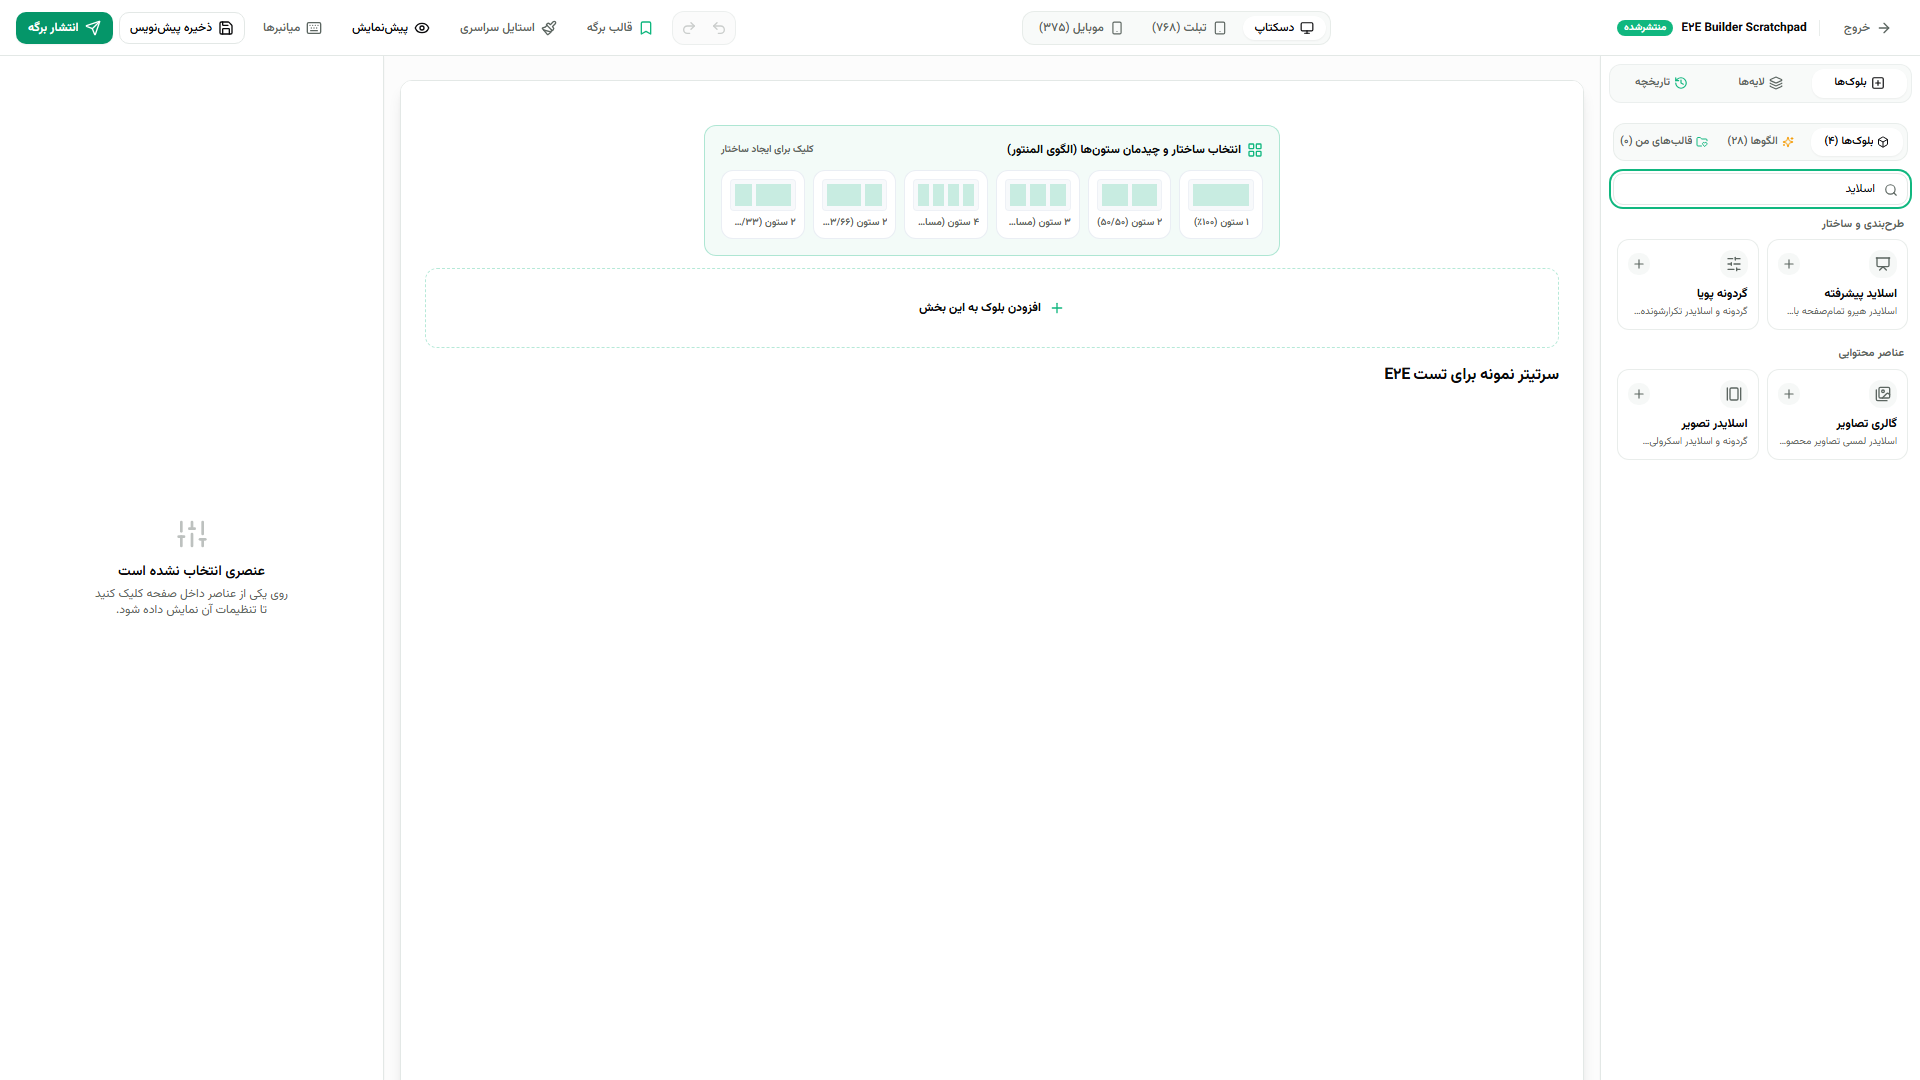 خروج
E۲E Builder Scratchpad
منتشرشده
دسکتاپ
تبلت (۷۶۸)
موبایل (۳۷۵)
قالب برگه
استایل سراسری
پیش‌نمایش
میانبرها
ذخیره پیش‌نویس
انتشار برگه
بلوک‌ها
لایه‌ها
تاریخچه
بلوک‌ها (۴)
الگوها (۲۸)
قالب‌های من (۰)
اسلاید
طرح‌بندی و ساختار
اسلاید پیشرفته
اسلایدر هیرو تمام‌صفحه با...
گردونه پویا
گردونه و اسلایدر تکرارشونده...
عناصر محتوایی
گالری تصاویر
اسلایدر لمسی تصاویر محصو...
اسلایدر تصویر
گردونه و اسلایدر اسکرولی...
انتخاب ساختار و چیدمان ستون‌ها (الگوی المنتور)
کلیک برای ایجاد ساختار
۱ ستون (۱۰۰٪)
۲ ستون (۵۰/۵۰)
۳ ستون (مسا...
۴ ستون (مسا...
۲ ستون (۳/۶۶...
۲ ستون (۳۳/...
افزودن بلوک به این بخش
سرتیتر نمونه برای تست E۲E
عنصری انتخاب نشده است
روی یکی از عناصر داخل صفحه کلیک کنید
تا تنظیمات آن نمایش داده شود.